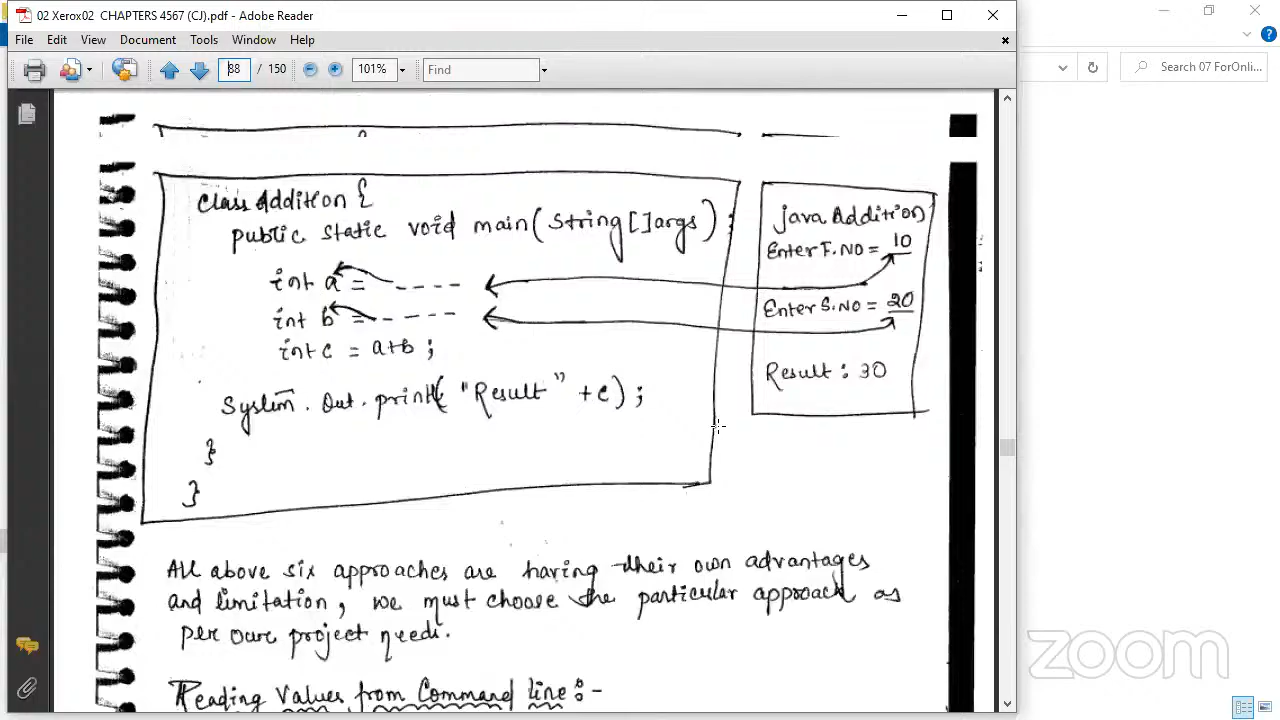 02 Xerox02 CHAPTERS 4567 (CJ).pdf - Adobe Reader
File Edit View Document Tools Window Help
88 / 150 101% Find
Search 07 ForOnli...
class Addition {
public static void main(String[]args);
int a = ----
int b = -----
int c = a+b ;
System. Out. print( "Result" +c) ;
}
}
java Addition
Enter F.NO = 10
Enter S.NO = 20
Result : 30
All above six approaches are having their own advantages
and limitation, we must choose the particular approach as
per our project needs.
Reading Values from Command line :-
zoom